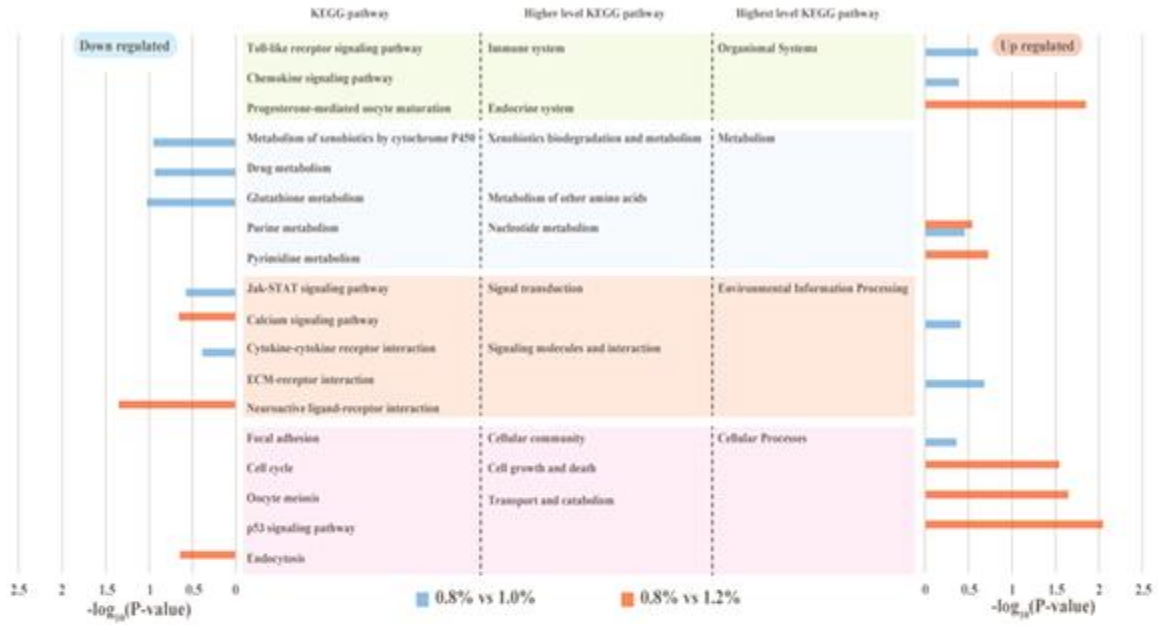 KEGG pathway Higher level KEGG pathway Highest level KEGG pathway
Down regulated
Up regulated
Toll-like receptor signaling pathway Immune system Organismal Systems
Chemokine signaling pathway
Progesterone-mediated oocyte maturation Endocrine system
Metabolism of xenobiotics by cytochrome P450 Xenobiotics biodegradation and metabolism Metabolism
Drug metabolism
Glutathione metabolism Metabolism of other amino acids
Purine metabolism Nucleotide metabolism
Pyrimidine metabolism
Jak-STAT signaling pathway Signal transduction Environmental Information Processing
Calcium signaling pathway
Cytokine-cytokine receptor interaction Signaling molecules and interaction
ECM-receptor interaction
Neuroactive ligand-receptor interaction
Focal adhesion Cellular community Cellular Processes
Cell cycle Cell growth and death
Oocyte meiosis Transport and catabolism
p53 signaling pathway
Endocytosis
2.5 2 1.5 1 0.5 0 0 0.5 1 1.5 2 2.5
-log10(P-value) 0.8% vs 1.0% 0.8% vs 1.2% -log10(P-value)